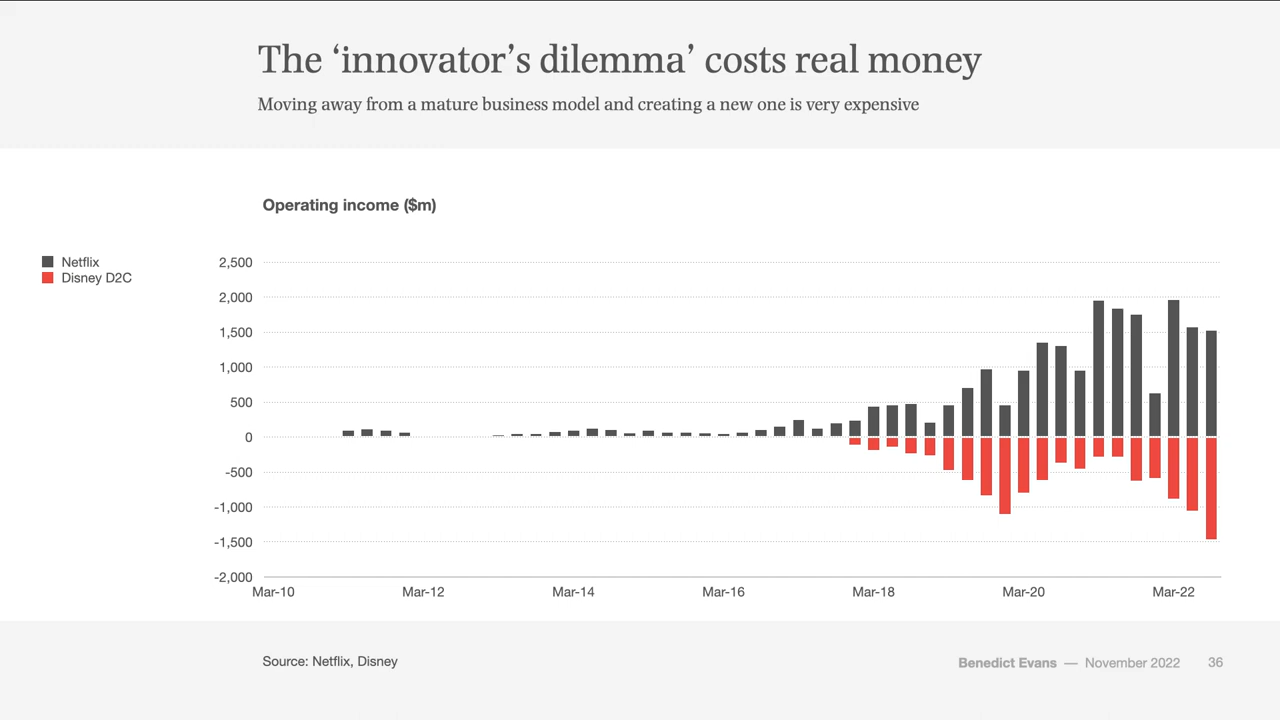 The ‘innovator’s dilemma’ costs real money
Moving away from a mature business model and creating a new one is very expensive
Operating income ($m)
Netflix
Disney D2C
2,500
2,000
1,500
1,000
500
0
-500
-1,000
-1,500
-2,000
Mar-10 Mar-12 Mar-14 Mar-16 Mar-18 Mar-20 Mar-22
Source: Netflix, Disney
Benedict Evans — November 2022 36